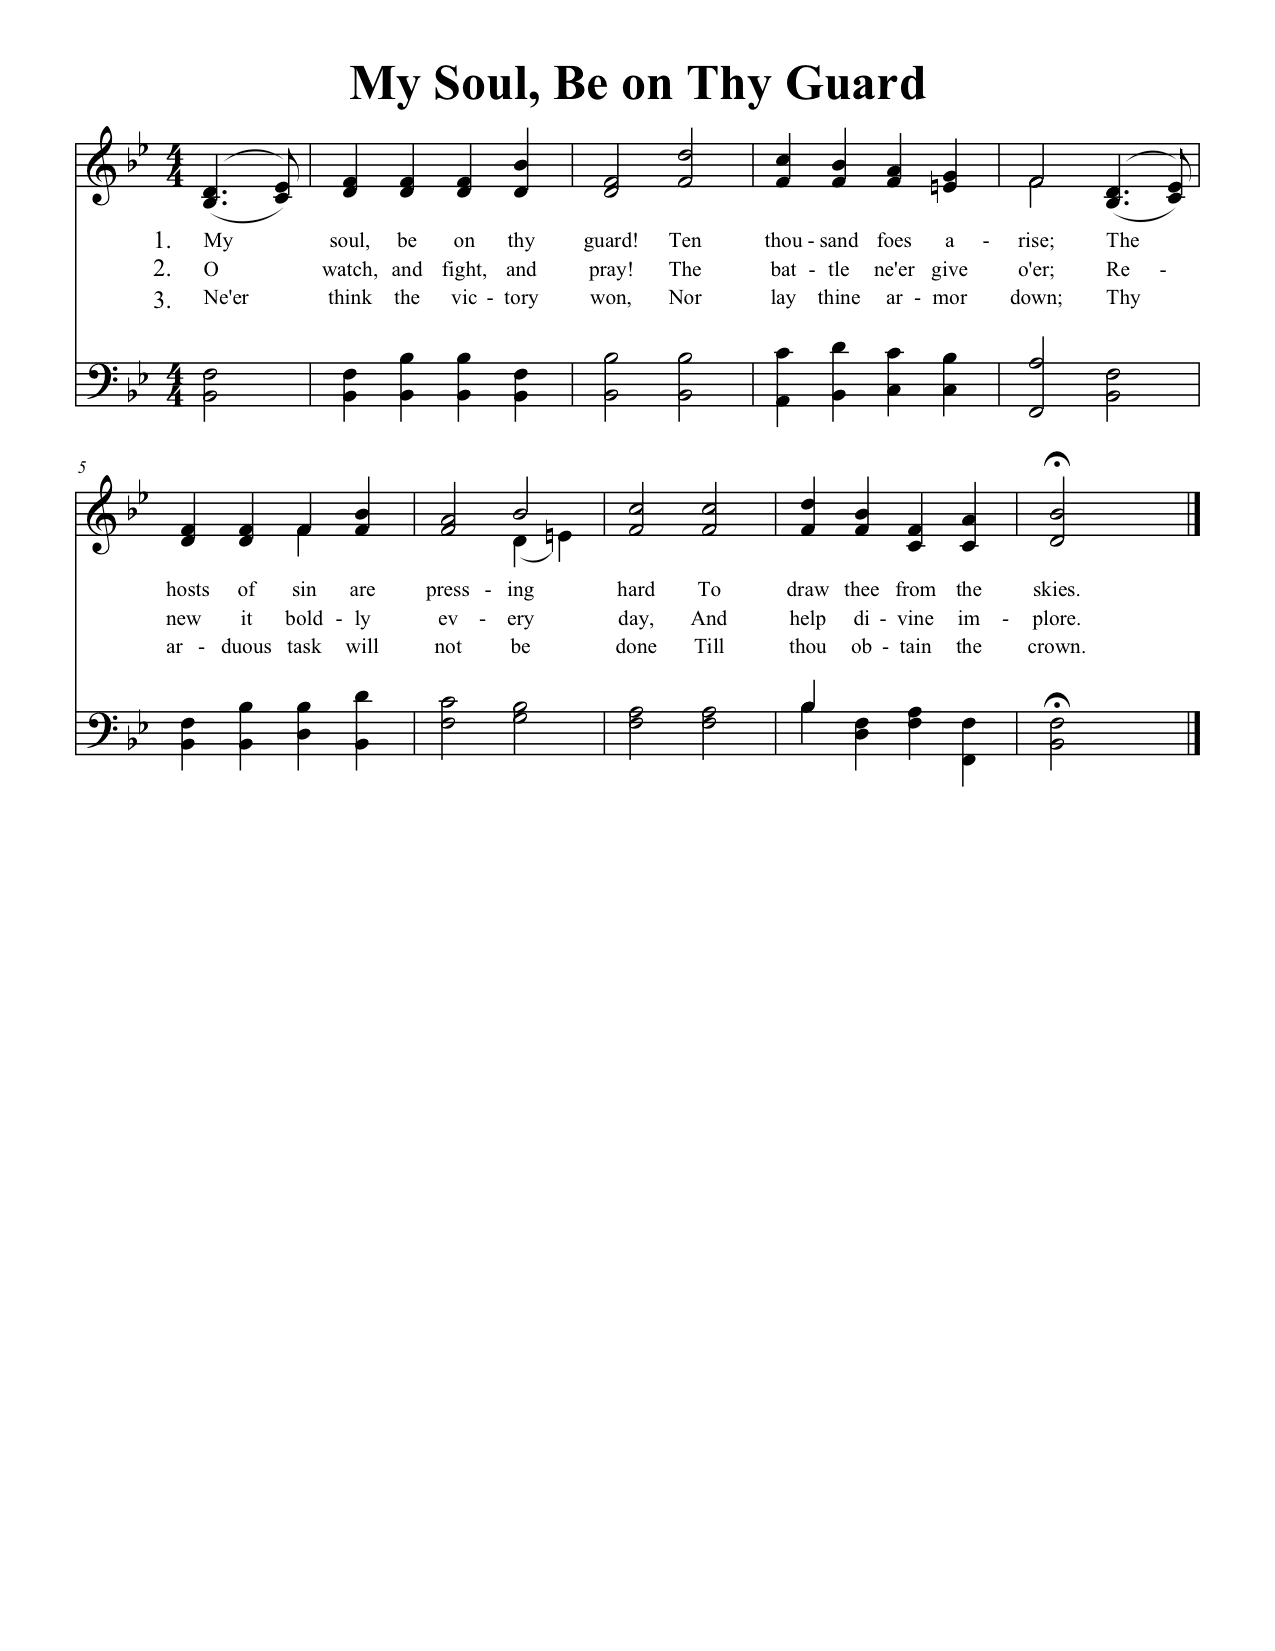 My Soul, Be on Thy Guard
4
4
1. My soul, be on thy guard! Ten thou - sand foes a - rise; The
2. O watch, and fight, and pray! The bat - tle ne'er give o'er; Re -
3. Ne'er think the vic - tory won, Nor lay thine ar - mor down; Thy
4
4
5
hosts of sin are press - ing hard To draw thee from the skies.
new it bold - ly ev - ery day, And help di - vine im - plore.
ar - duous task will not be done Till thou ob - tain the crown.